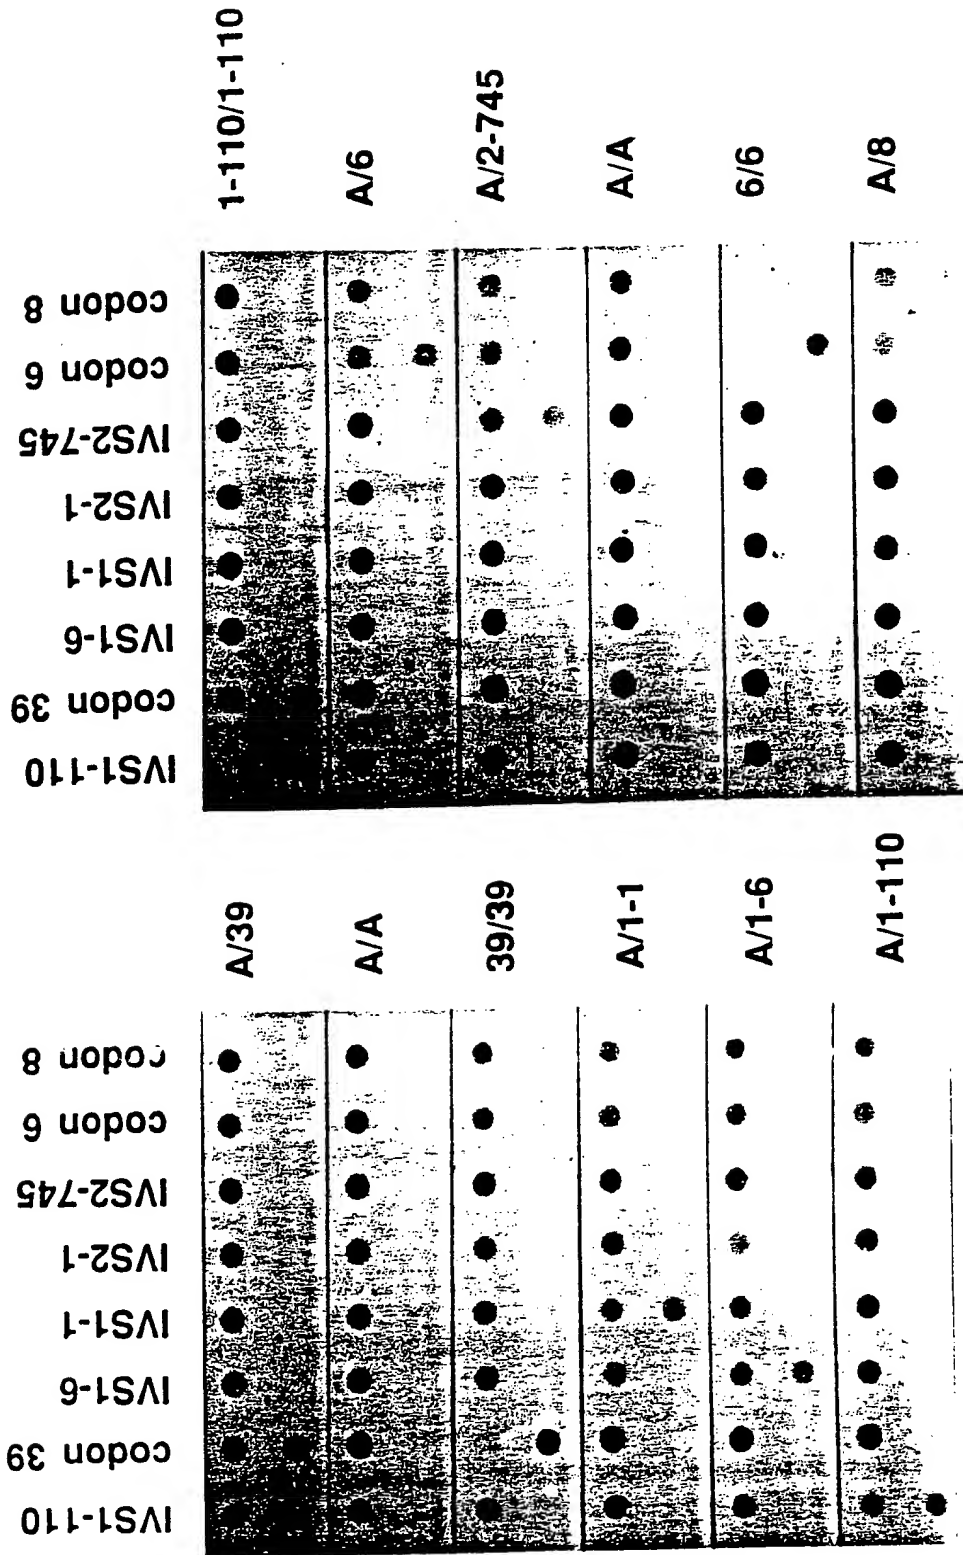 1-110/1-110
A/6
A/2-745
A/A
6/6
A/8
codon 8
codon 6
IVS2-745
IVS2-1
IVS1-1
IVS1-6
codon 39
IVS1-110
A/39
A/A
39/39
A/1-1
A/1-6
A/1-110
codon 8
codon 6
IVS2-745
IVS2-1
IVS1-1
IVS1-6
codon 39
IVS1-110